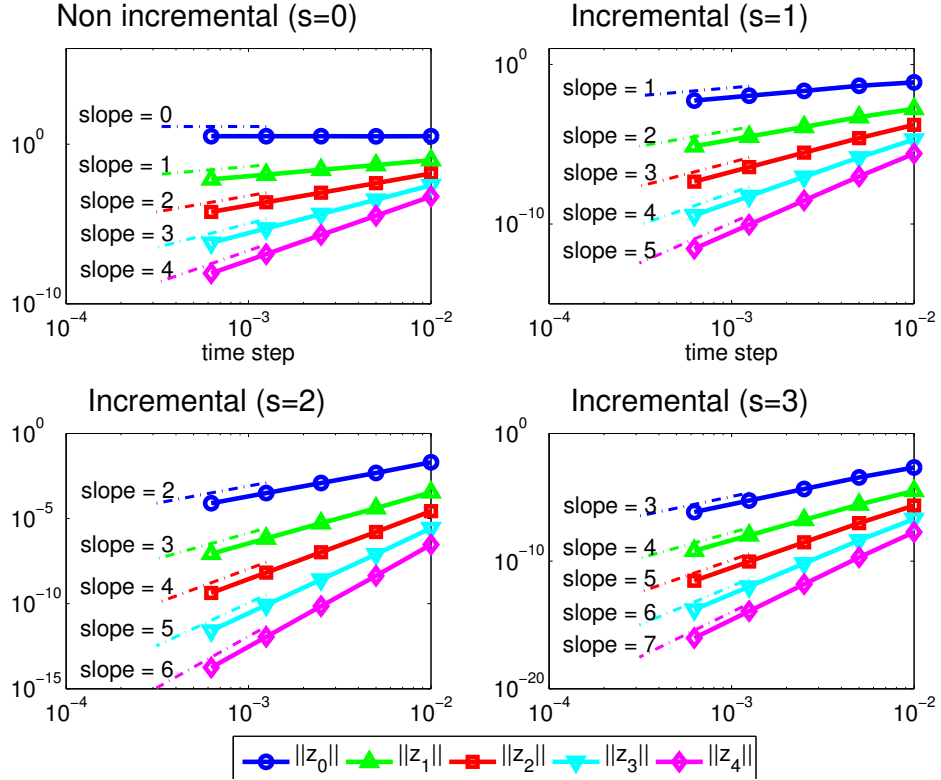 Non incremental (s=0)
slope = 0
10^0
slope = 1
slope = 2
slope = 3
slope = 4
10^-10
10^-4
10^-3
10^-2
time step
Incremental (s=1)
10^0
slope = 1
slope = 2
slope = 3
slope = 4
10^-10
slope = 5
10^-4
10^-3
10^-2
time step
Incremental (s=2)
10^0
slope = 2
10^-5
slope = 3
slope = 4
10^-10
slope = 5
slope = 6
10^-15
10^-4
10^-3
10^-2
Incremental (s=3)
10^0
slope = 3
slope = 4
10^-10
slope = 5
slope = 6
slope = 7
10^-20
10^-4
10^-3
10^-2
||z_0|| ||z_1|| ||z_2|| ||z_3|| ||z_4||